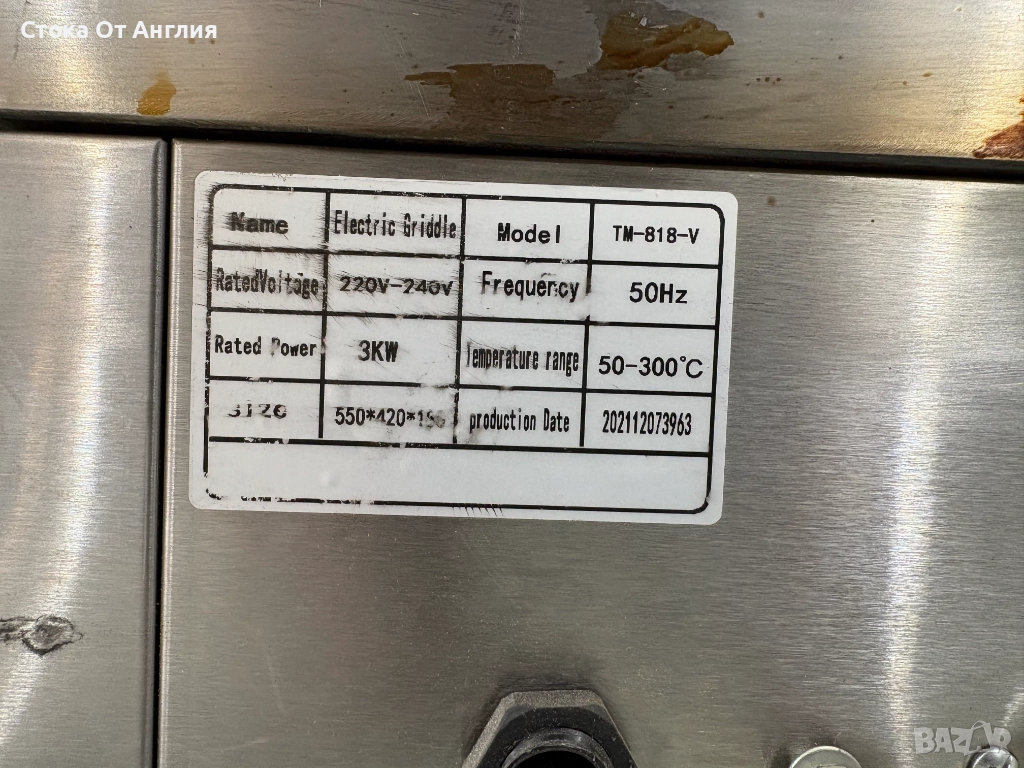 Стока От Англия
Name Electric Griddle Model TM-818-V
RatedVoltage 220V-240V Frequency 50Hz
Rated Power 3KW Temperature range 50-300°C
production Date 202112073963
BAZAR